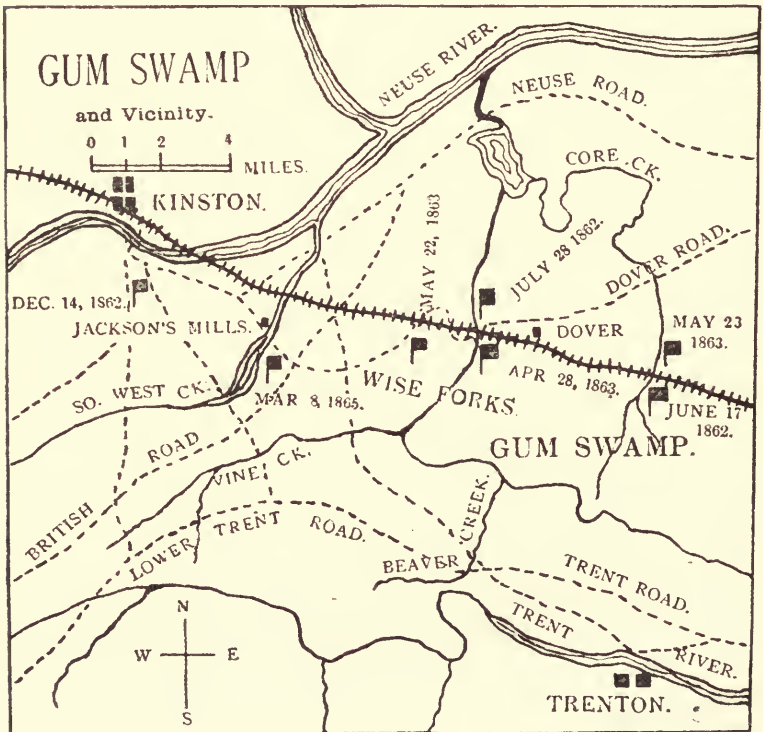 GUM SWAMP
and Vicinity.
0 1 2 4
MILES.
NEUSE RIVER.
NEUSE ROAD.
CORE CK.
KINSTON.
MAY 22, 1863
JULY 28 1862.
DOVER ROAD.
DEC. 14, 1862.
JACKSON'S MILLS.
DOVER
MAY 23
1863.
SO. WEST CK.
MAR 8, 1865.
WISE FORKS.
APR 28, 1863.
JUNE 17
1862.
GUM SWAMP.
BRITISH ROAD
VINE CK.
LOWER TRENT ROAD.
BEAVER CREEK.
TRENT ROAD.
TRENT RIVER.
N
W E
S
TRENTON.